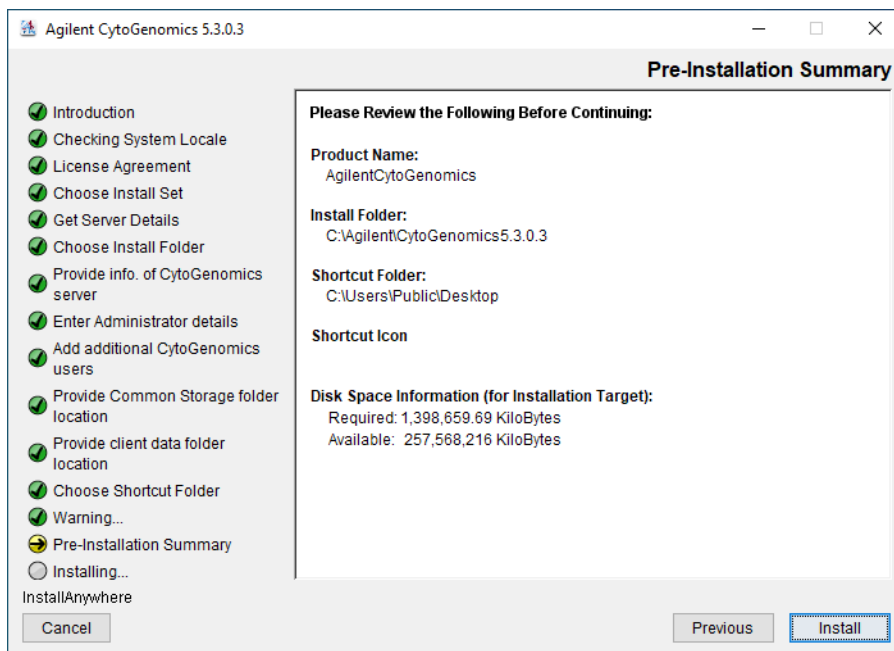 Agilent CytoGenomics 5.3.0.3
Pre-Installation Summary
Introduction
Checking System Locale
License Agreement
Choose Install Set
Get Server Details
Choose Install Folder
Provide info. of CytoGenomics
server
Enter Administrator details
Add additional CytoGenomics
users
Provide Common Storage folder
location
Provide client data folder
location
Choose Shortcut Folder
Warning...
Pre-Installation Summary
Installing...
Please Review the Following Before Continuing:
Product Name:
AgilentCytoGenomics
Install Folder:
C:\Agilent\CytoGenomics5.3.0.3
Shortcut Folder:
C:\Users\Public\Desktop
Shortcut Icon
Disk Space Information (for Installation Target):
Required: 1,398,659.69 KiloBytes
Available: 257,568,216 KiloBytes
InstallAnywhere
Cancel
Previous
Install